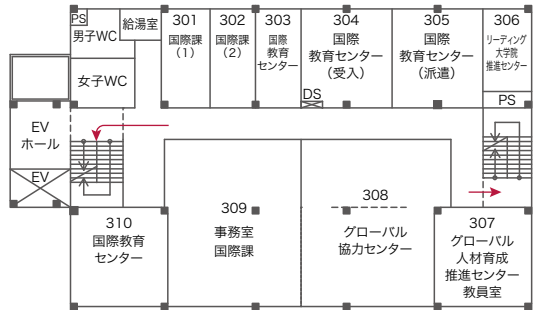 PS
男子WC
給湯室
女子WC
301
国際課
(1)
302
国際課
(2)
303
国際
教育
センター
304
国際
教育センター
(受入)
305
国際
教育センター
(派遣)
306
リーディング
大学院
推進センター
DS
PS
EV
ホール
EV
310
国際教育
センター
309
事務室
国際課
308
グローバル
協力センター
307
グローバル
人材育成
推進センター
教員室